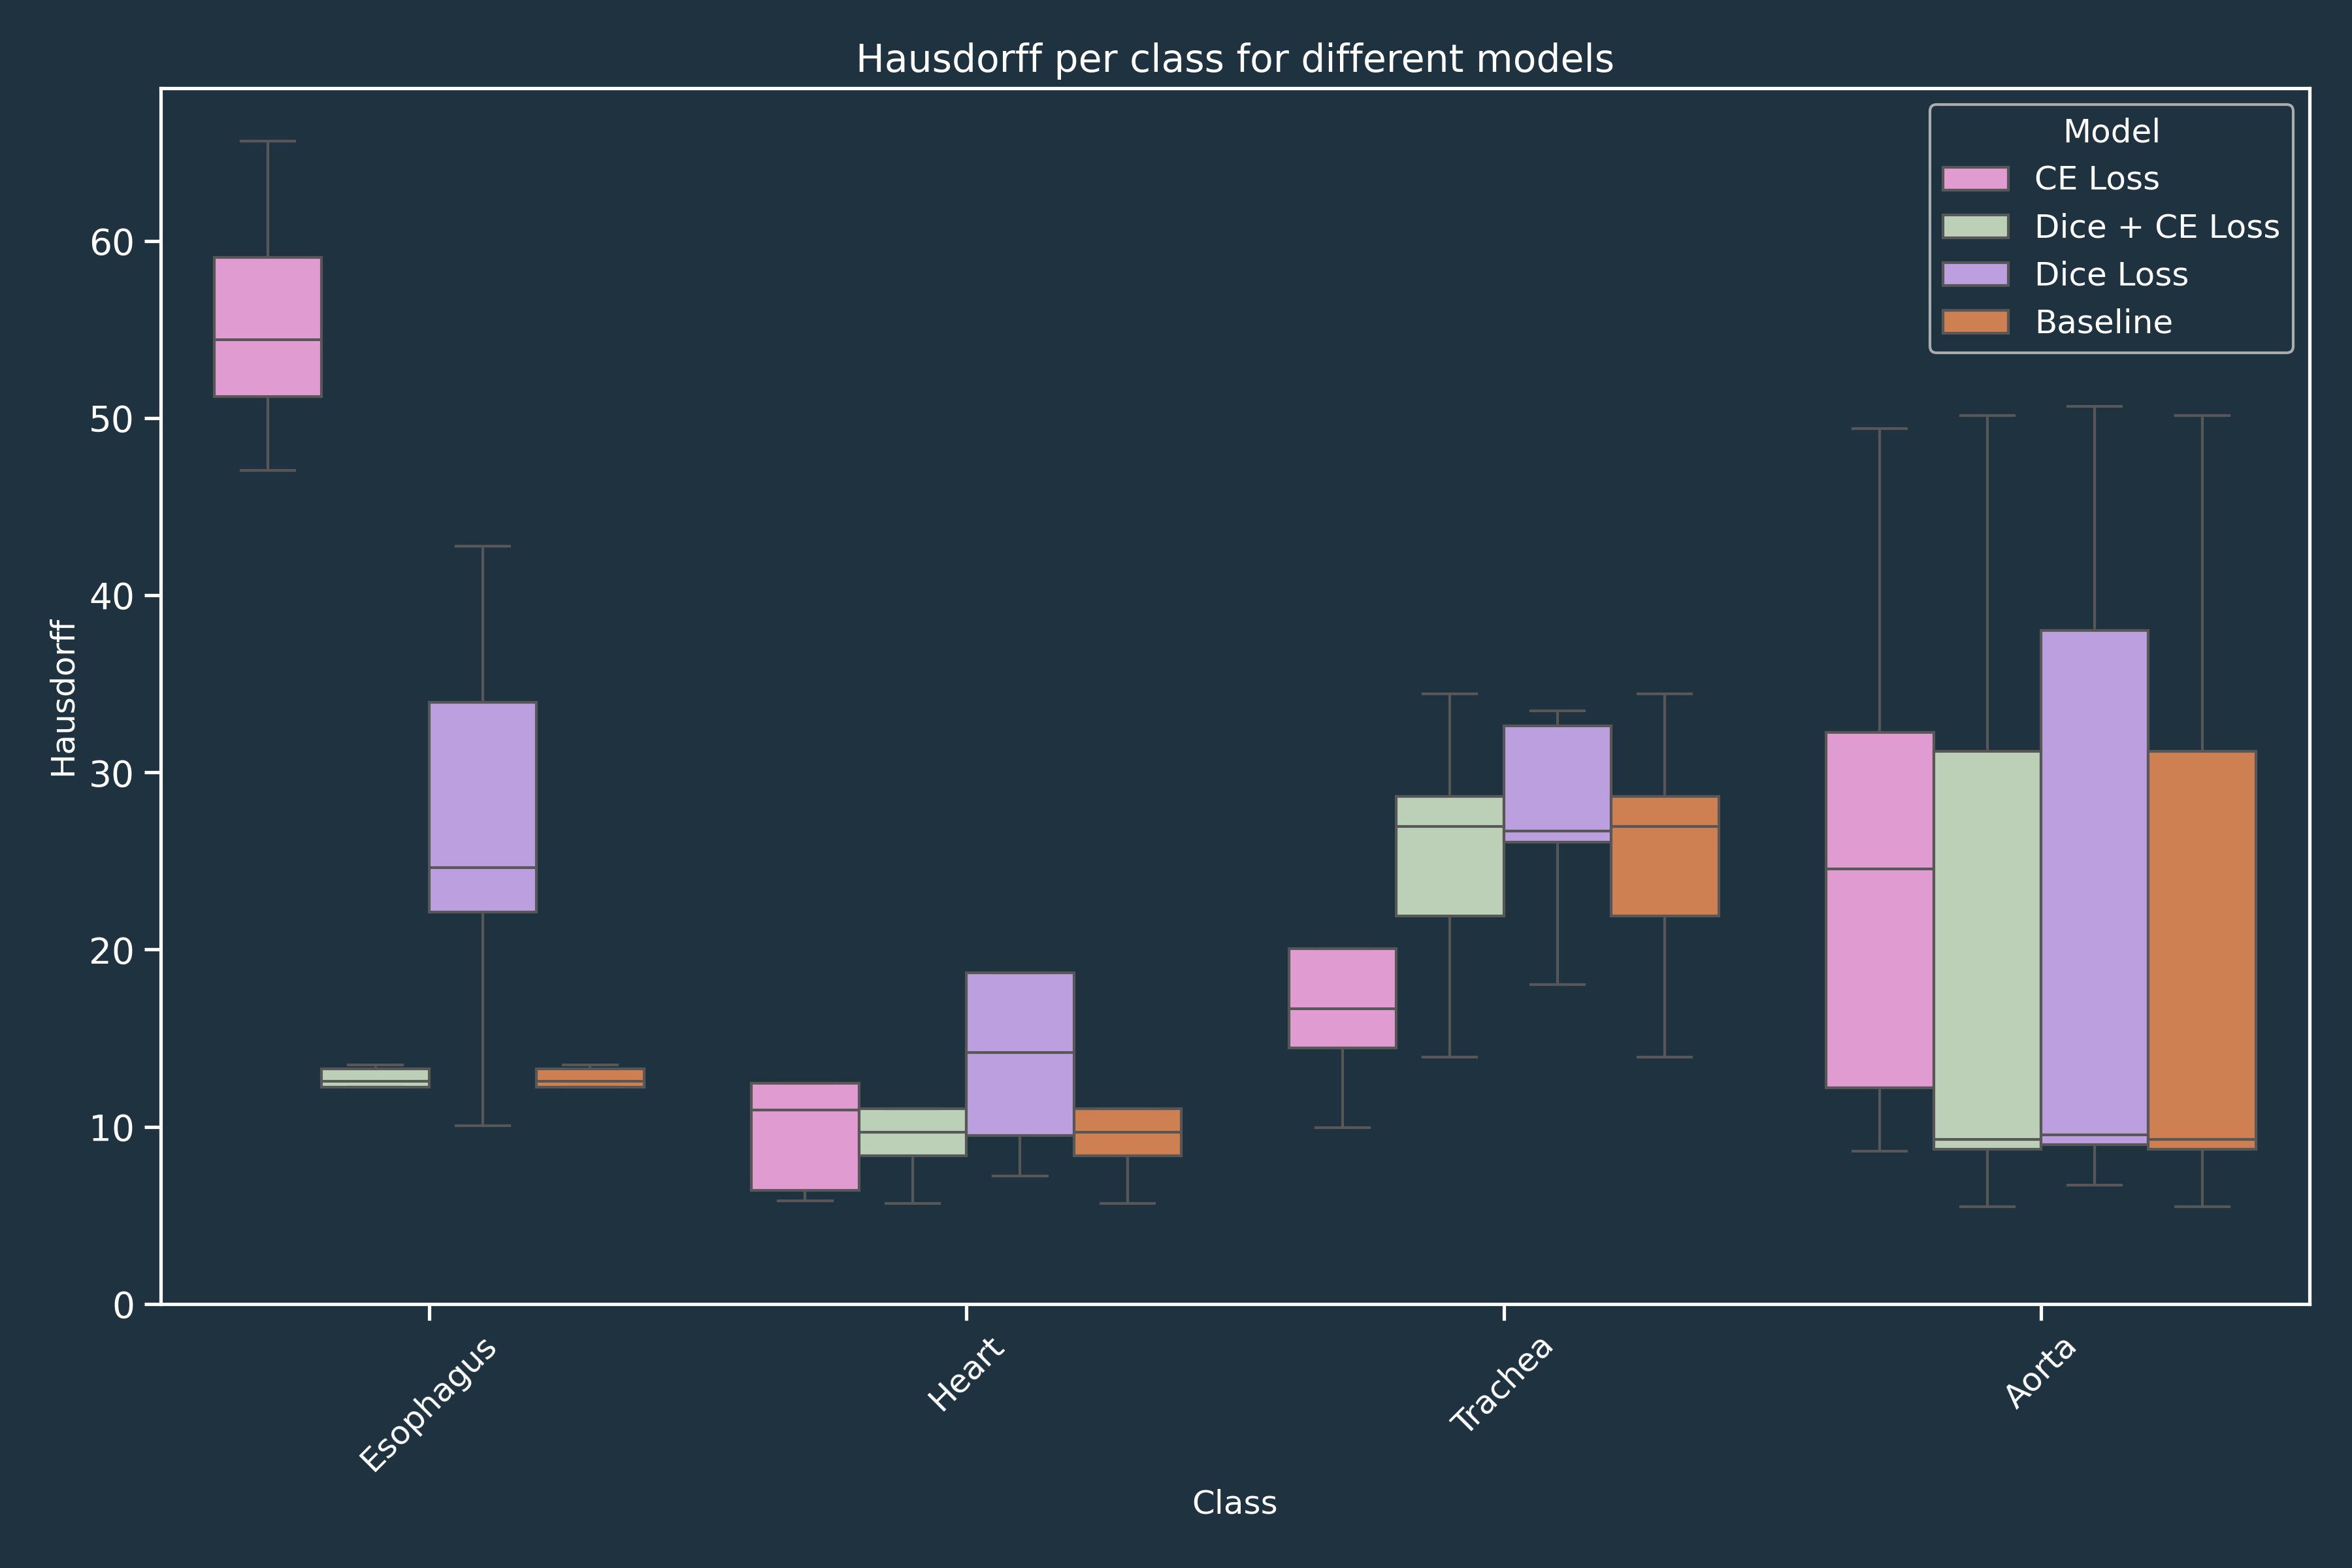 Hausdorff per class for different models
Model
CE Loss
Dice + CE Loss
Dice Loss
Baseline
Hausdorff
60
50
40
30
20
10
0
Esophagus
Heart
Trachea
Aorta
Class